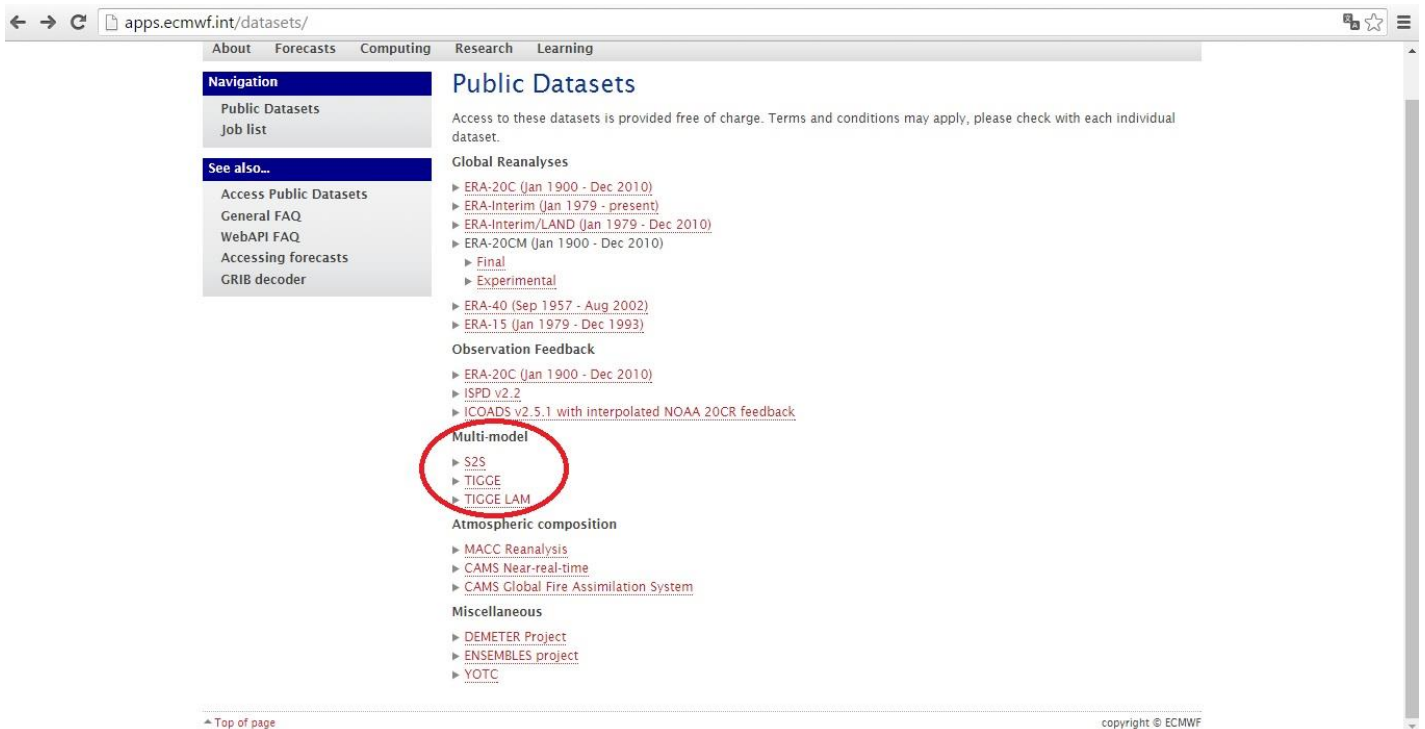 apps.ecmwf.int/datasets/
About Forecasts Computing Research Learning
Navigation
Public Datasets
Job list
See also...
Access Public Datasets
General FAQ
WebAPI FAQ
Accessing forecasts
GRIB decoder
Public Datasets
Access to these datasets is provided free of charge. Terms and conditions may apply, please check with each individual
dataset.
Global Reanalyses
ERA-20C (Jan 1900 - Dec 2010)
ERA-Interim (Jan 1979 - present)
ERA-Interim/LAND (Jan 1979 - Dec 2010)
ERA-20CM (Jan 1900 - Dec 2010)
Final
Experimental
ERA-40 (Sep 1957 - Aug 2002)
ERA-15 (Jan 1979 - Dec 1993)
Observation Feedback
ERA-20C (Jan 1900 - Dec 2010)
ISPD v2.2
ICOADS v2.5.1 with interpolated NOAA 20CR feedback
Multi-model
S2S
TIGGE
TIGGE LAM
Atmospheric composition
MACC Reanalysis
CAMS Near-real-time
CAMS Global Fire Assimilation System
Miscellaneous
DEMETER Project
ENSEMBLES project
YOTC
Top of page
copyright © ECMWF